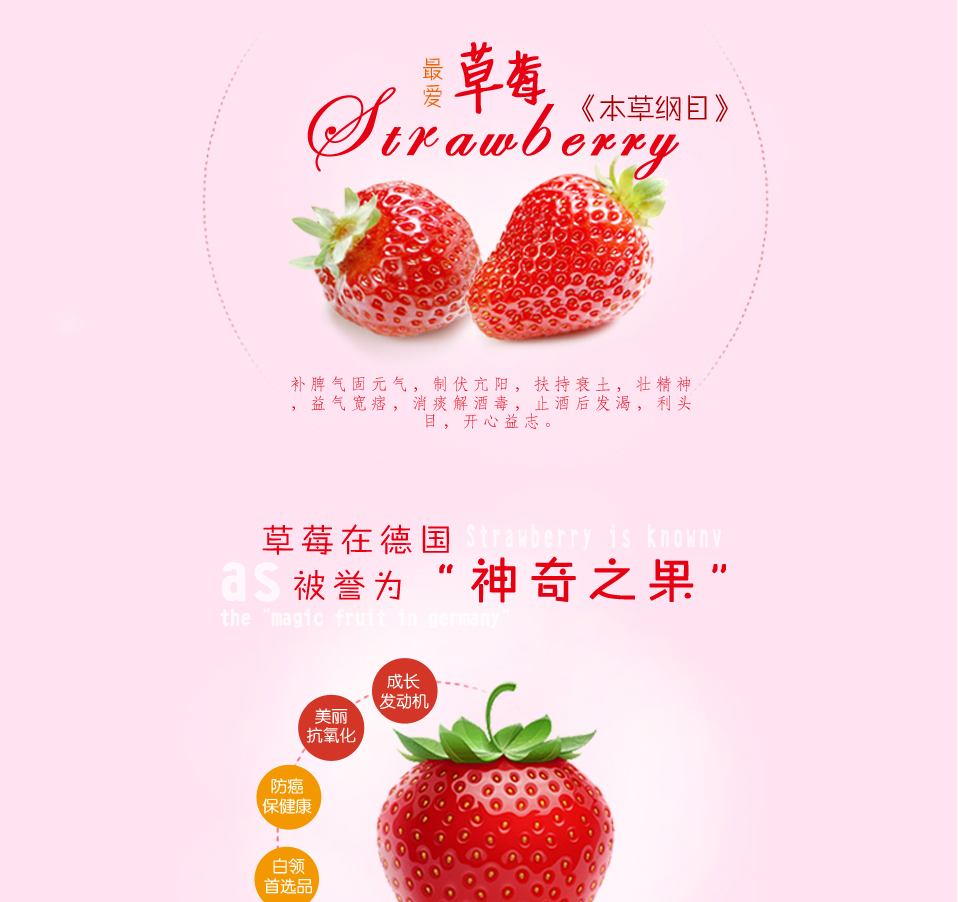 最爱
草莓
《本草纲目》
Strawberry
补脾气固元气，制伏亢阳，扶持衰土，壮精神
，益气宽痞，消痰解酒毒，止酒后发渴，利头
目，开心益志。
草莓在德国
Strawberry is knownv
as
被誉为
“神奇之果”
the "magic fruit in germany"
成长
发动机
美丽
抗氧化
防癌
保健康
白领
首选品